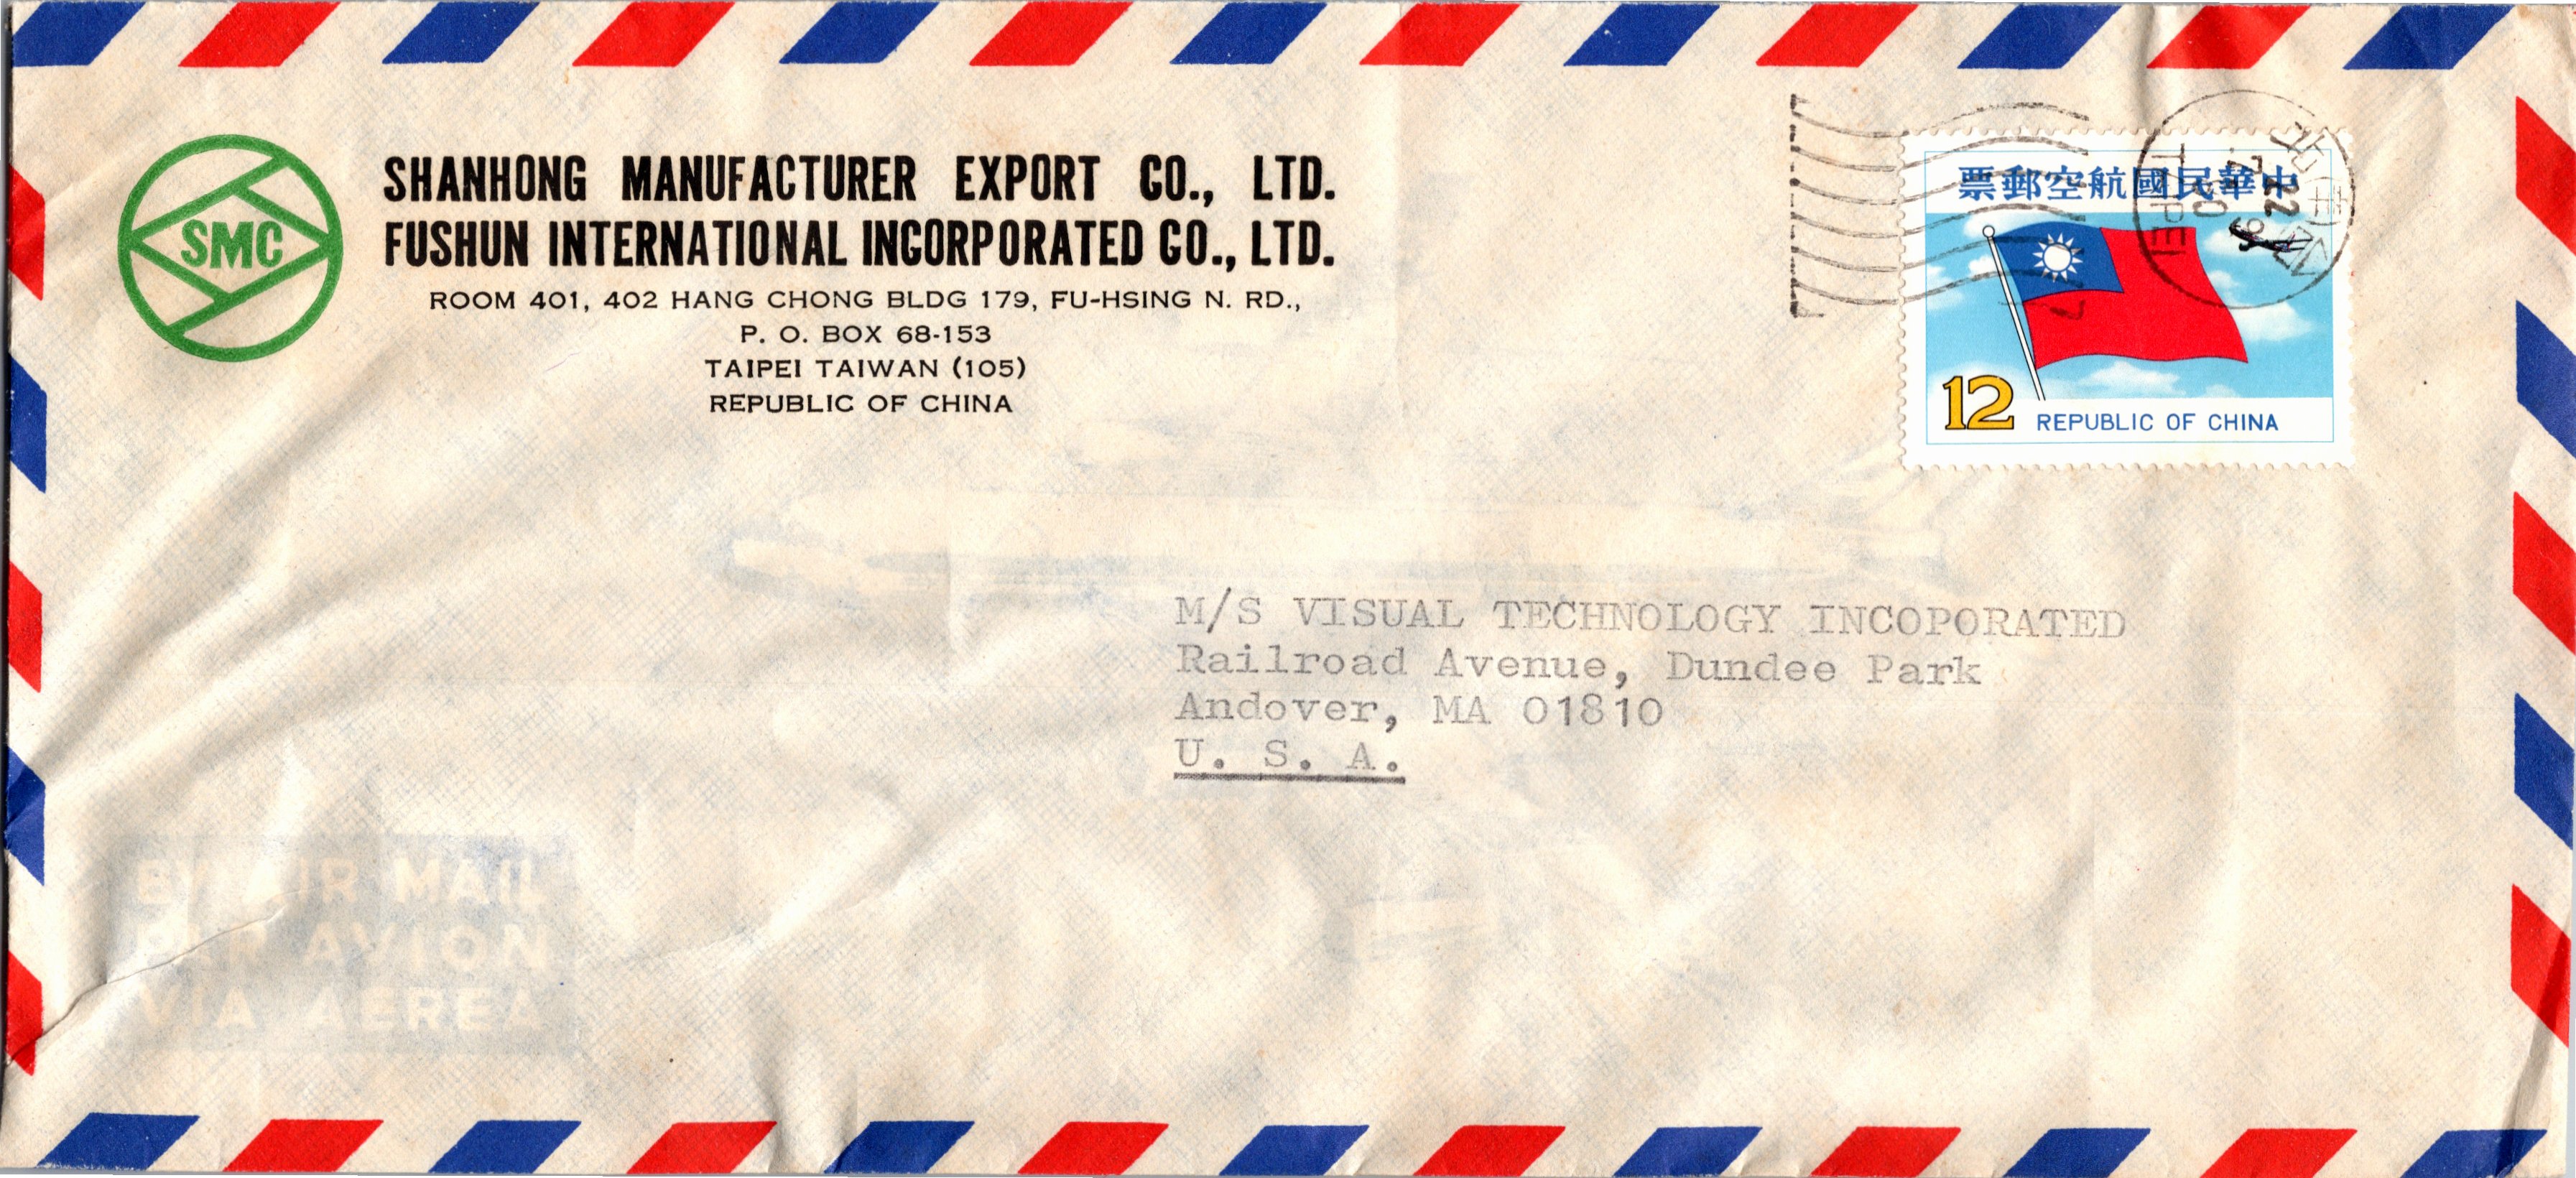 SMC
SHANHONG MANUFACTURER EXPORT CO., LTD.
FUSHUN INTERNATIONAL INCORPORATED CO., LTD.
ROOM 401, 402 HANG CHONG BLDG 179, FU-HSING N. RD.,
P. O. BOX 68-153
TAIPEI TAIWAN (105)
REPUBLIC OF CHINA
票郵空航國民華中
12 REPUBLIC OF CHINA
TAIPEI
M/S VISUAL TECHNOLOGY INCOPORATED
Railroad Avenue, Dundee Park
Andover, MA 01810
U. S. A.
BY AIR MAIL
PAR AVION
VIA AEREA